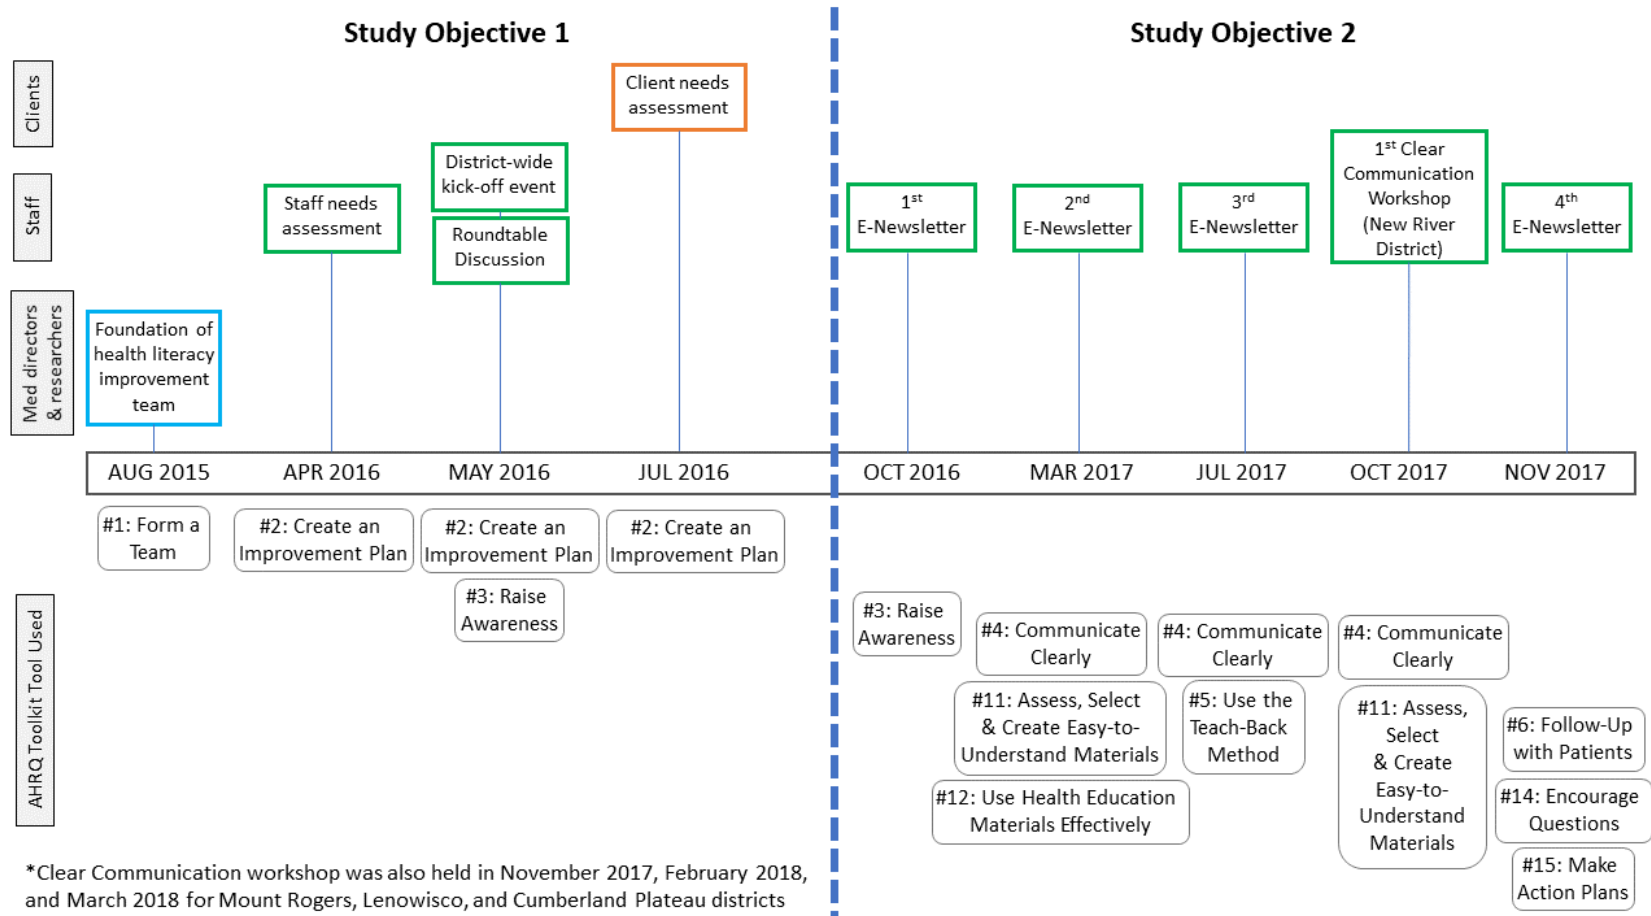 Study Objective 1
Study Objective 2
Clients
Staff
Med directors
& researchers
AHRQ Toolkit Tool Used
Client needs
assessment
District-wide
kick-off event
Staff needs
assessment
Roundtable
Discussion
Foundation of
health literacy
improvement
team
1st
E-Newsletter
2nd
E-Newsletter
3rd
E-Newsletter
1st Clear
Communication
Workshop
(New River
District)
4th
E-Newsletter
AUG 2015
APR 2016
MAY 2016
JUL 2016
OCT 2016
MAR 2017
JUL 2017
OCT 2017
NOV 2017
#1: Form a
Team
#2: Create an
Improvement Plan
#2: Create an
Improvement Plan
#3: Raise
Awareness
#2: Create an
Improvement Plan
#3: Raise
Awareness
#4: Communicate
Clearly
#11: Assess, Select
& Create Easy-to-
Understand Materials
#12: Use Health Education
Materials Effectively
#4: Communicate
Clearly
#5: Use the
Teach-Back
Method
#4: Communicate
Clearly
#11: Assess,
Select
& Create
Easy-to-
Understand
Materials
#6: Follow-Up
with Patients
#14: Encourage
Questions
#15: Make
Action Plans
*Clear Communication workshop was also held in November 2017, February 2018,
and March 2018 for Mount Rogers, Lenowisco, and Cumberland Plateau districts